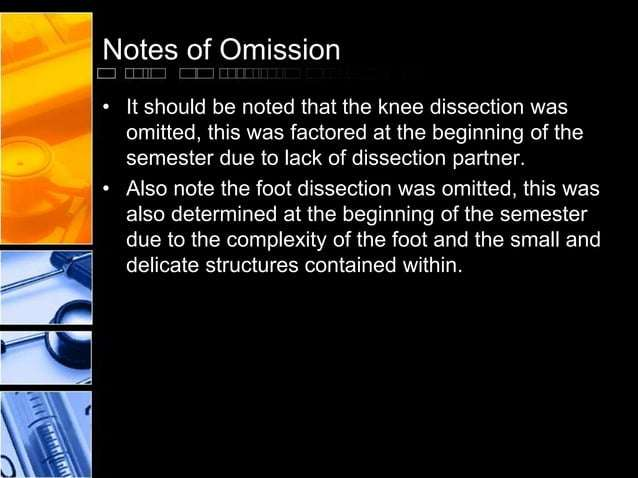 Notes of Omission
• It should be noted that the knee dissection was
omitted, this was factored at the beginning of the
semester due to lack of dissection partner.
• Also note the foot dissection was omitted, this was
also determined at the beginning of the semester
due to the complexity of the foot and the small and
delicate structures contained within.